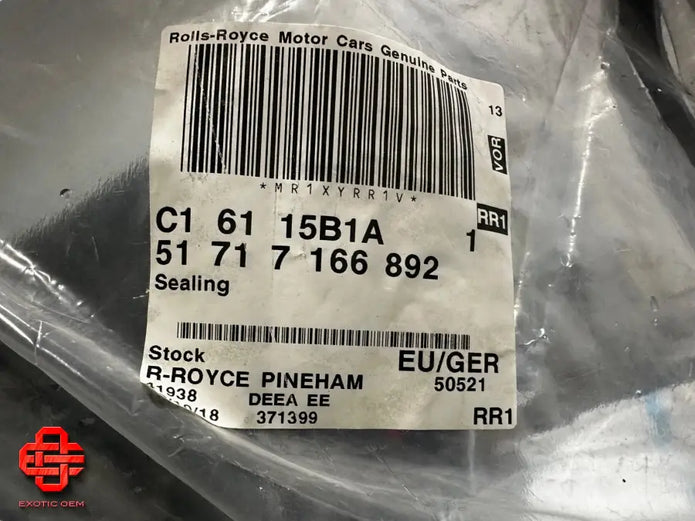 Rolls-Royce Motor Cars Genuine Parts
13
VOR
*MR1XYRR1V*
C1 61 15B1A 1 RR1
51 71 7 166 892
Sealing
Stock EU/GER
R-ROYCE PINEHAM 50521
DEEA EE
371399 RR1
EXOTIC OEM